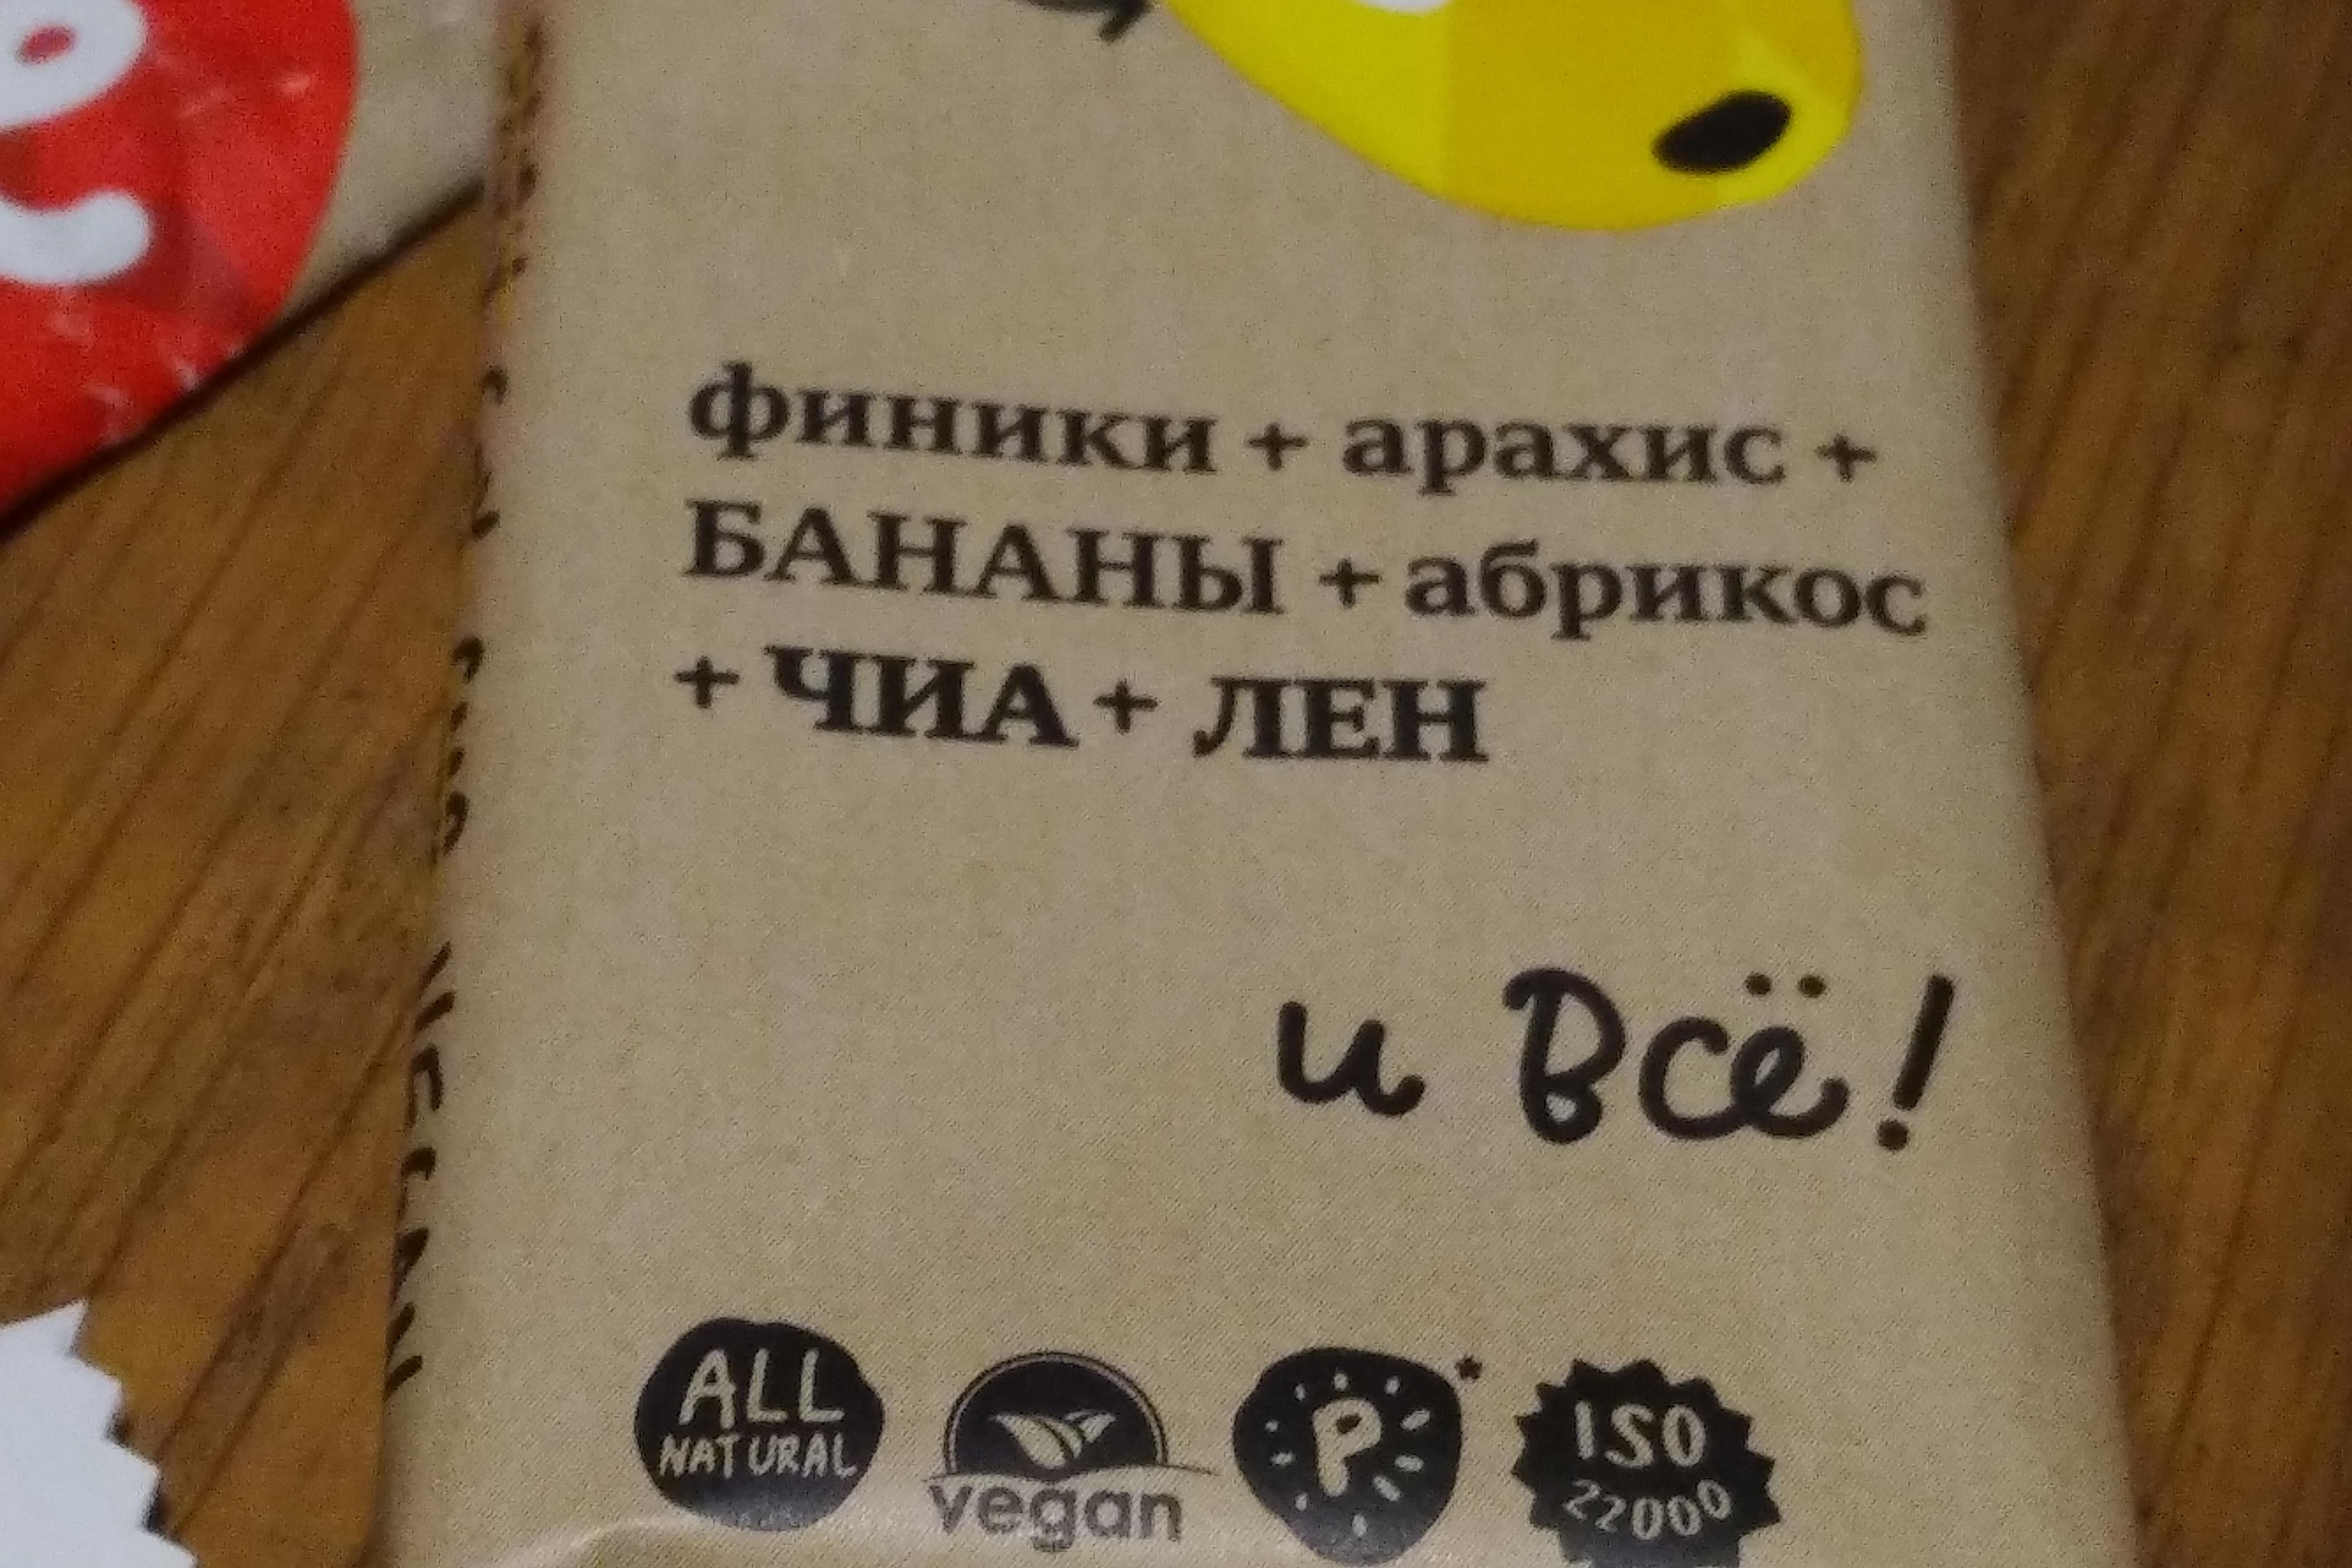 финики + арахис +
БАНАНЫ + абрикос
+ ЧИА + ЛЕН
и всё!
ALL
NATURAL
vegan
P*
ISO
22000